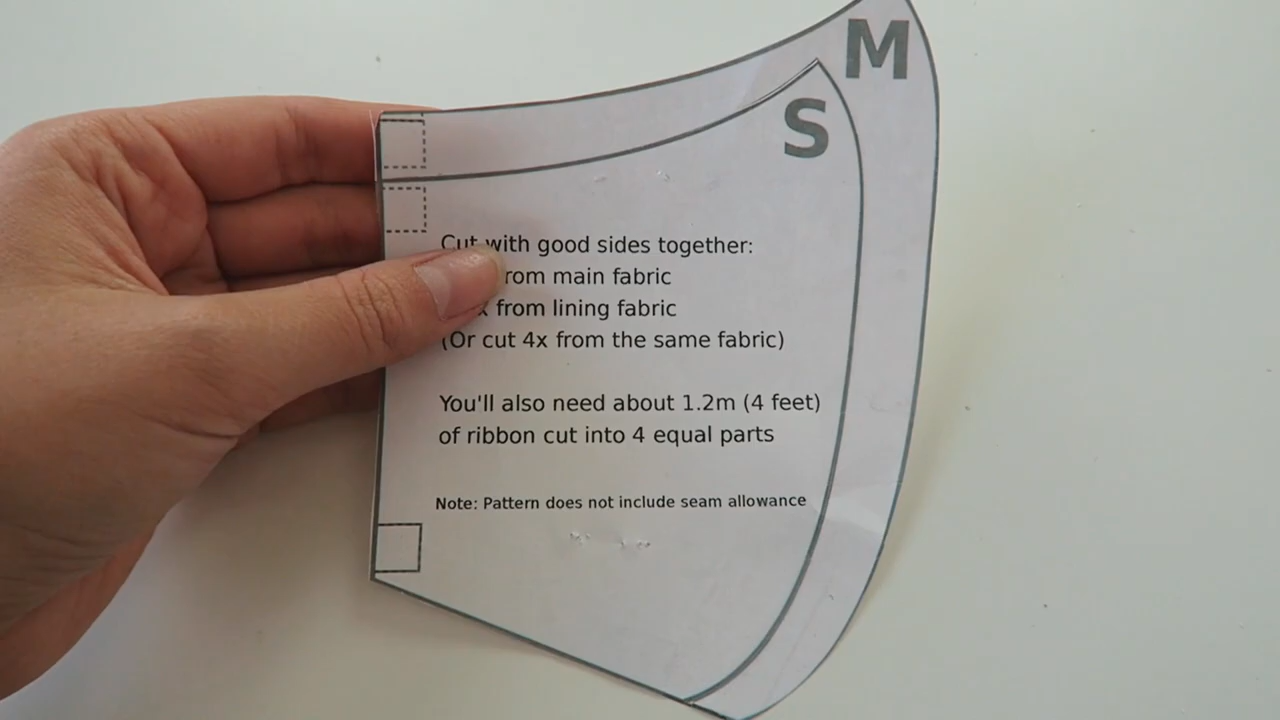 M
S
Cut with good sides together:
from main fabric
x from lining fabric
(Or cut 4x from the same fabric)
You'll also need about 1.2m (4 feet)
of ribbon cut into 4 equal parts
Note: Pattern does not include seam allowance